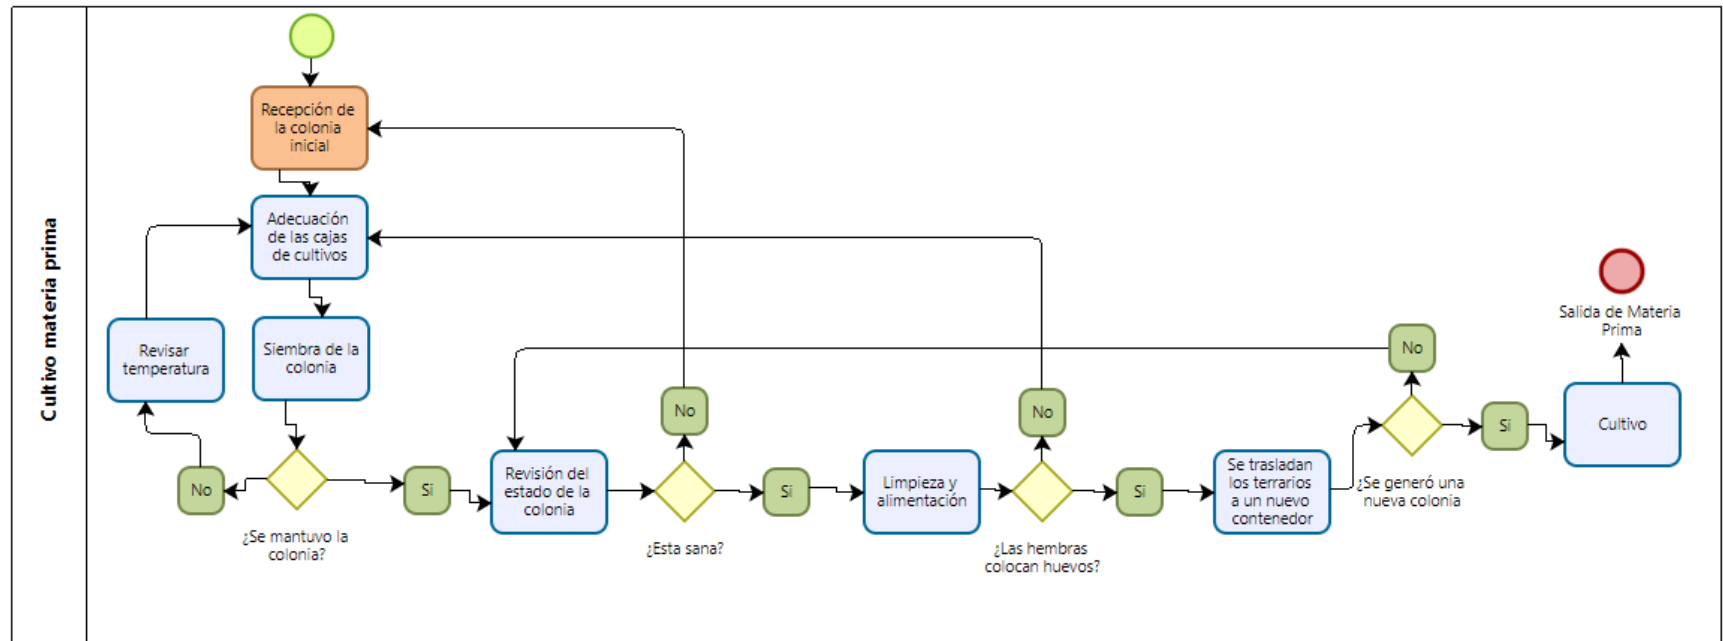 Cultivo materia prima
Recepción de
la colonia
inicial
Adecuación
de las cajas
de cultivos
Revisar
temperatura
Siembra de la
colonia
No
¿Se mantuvo la
colonia?
Si
Revisión del
estado de la
colonia
No
¿Esta sana?
Si
Limpieza y
alimentación
No
¿Las hembras
colocan huevos?
Si
Se trasladan
los terrarios
a un nuevo
contenedor
No
¿Se generó una
nueva colonia
Si
Cultivo
Salida de Materia
Prima